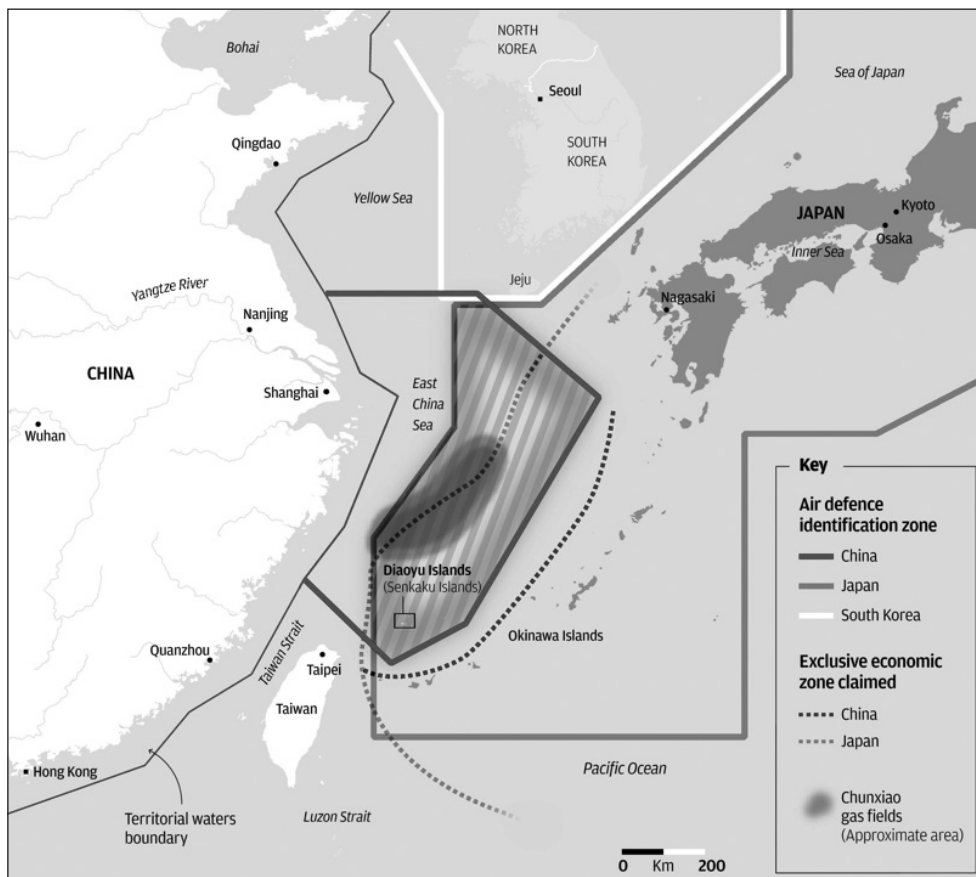 Bohai
NORTH
KOREA
Sea of Japan
Seoul
Qingdao
SOUTH
KOREA
Yellow Sea
JAPAN
Kyoto
Osaka
Inner Sea
Jeju
Yangtze River
Nagasaki
Nanjing
CHINA
East
China
Sea
Shanghai
Wuhan
Diaoyu Islands
(Senkaku Islands)
Okinawa Islands
Taiwan Strait
Quanzhou
Taipei
Taiwan
Hong Kong
Pacific Ocean
Territorial waters
boundary
Luzon Strait
0 Km 200
Key
Air defence
identification zone
China
Japan
South Korea
Exclusive economic
zone claimed
China
Japan
Chunxiao
gas fields
(Approximate area)